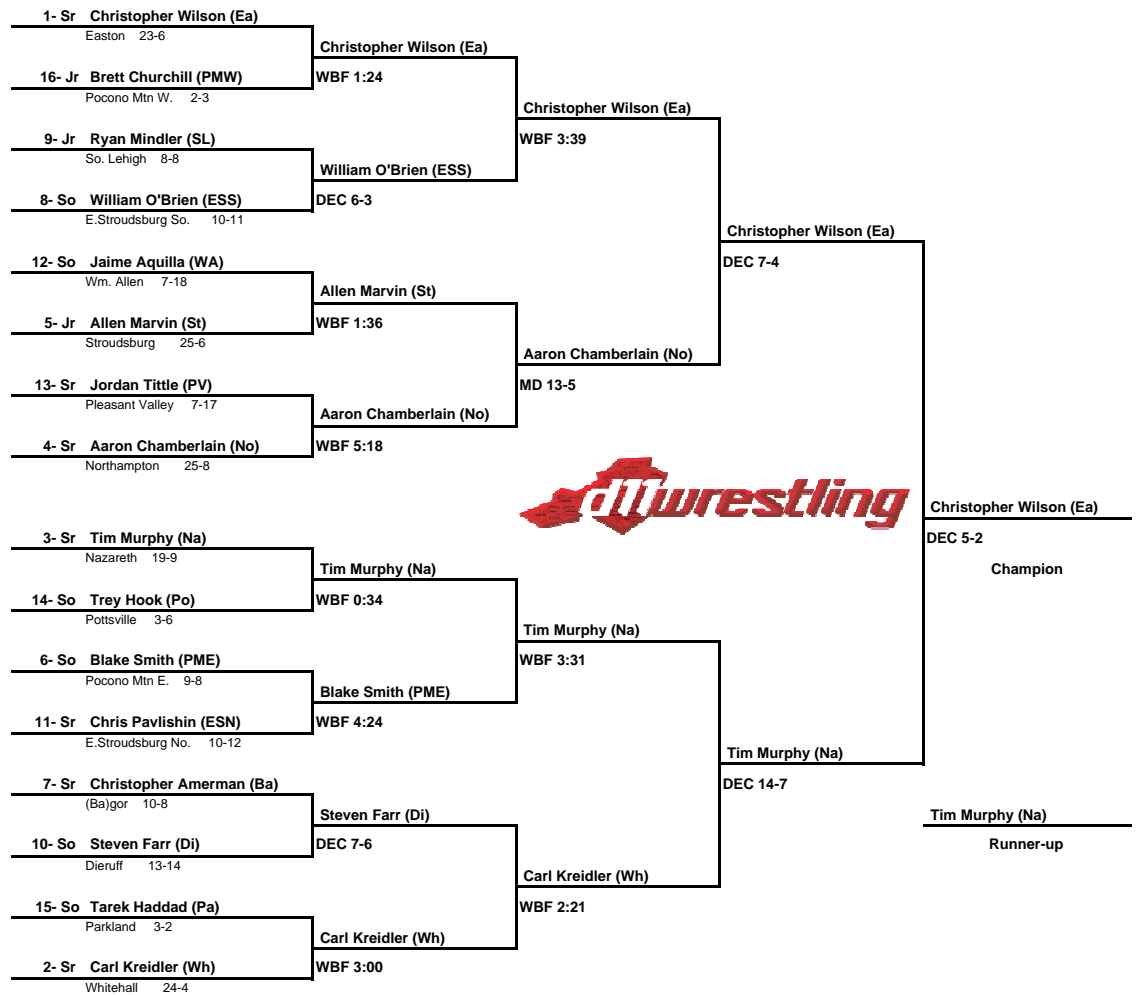 1- Sr Christopher Wilson (Ea)
Easton 23-6
Christopher Wilson (Ea)
16- Jr Brett Churchill (PMW)
WBF 1:24
Pocono Mtn W. 2-3
Christopher Wilson (Ea)
9- Jr Ryan Mindler (SL)
WBF 3:39
So. Lehigh 8-8
William O'Brien (ESS)
8- So William O'Brien (ESS)
DEC 6-3
E.Stroudsburg So. 10-11
Christopher Wilson (Ea)
12- So Jaime Aquilla (WA)
DEC 7-4
Wm. Allen 7-18
Allen Marvin (St)
5- Jr Allen Marvin (St)
WBF 1:36
Stroudsburg 25-6
Aaron Chamberlain (No)
13- Sr Jordan Tittle (PV)
MD 13-5
Pleasant Valley 7-17
Aaron Chamberlain (No)
4- Sr Aaron Chamberlain (No)
WBF 5:18
Northampton 25-8
d11wrestling
Christopher Wilson (Ea)
3- Sr Tim Murphy (Na)
DEC 5-2
Nazareth 19-9
Tim Murphy (Na)
Champion
14- So Trey Hook (Po)
WBF 0:34
Pottsville 3-6
Tim Murphy (Na)
6- So Blake Smith (PME)
WBF 3:31
Pocono Mtn E. 9-8
Blake Smith (PME)
11- Sr Chris Pavlishin (ESN)
WBF 4:24
E.Stroudsburg No. 10-12
Tim Murphy (Na)
7- Sr Christopher Amerman (Ba)
DEC 14-7
(Ba)gor 10-8
Steven Farr (Di)
Tim Murphy (Na)
10- So Steven Farr (Di)
DEC 7-6
Runner-up
Dieruff 13-14
Carl Kreidler (Wh)
15- So Tarek Haddad (Pa)
WBF 2:21
Parkland 3-2
Carl Kreidler (Wh)
2- Sr Carl Kreidler (Wh)
WBF 3:00
Whitehall 24-4